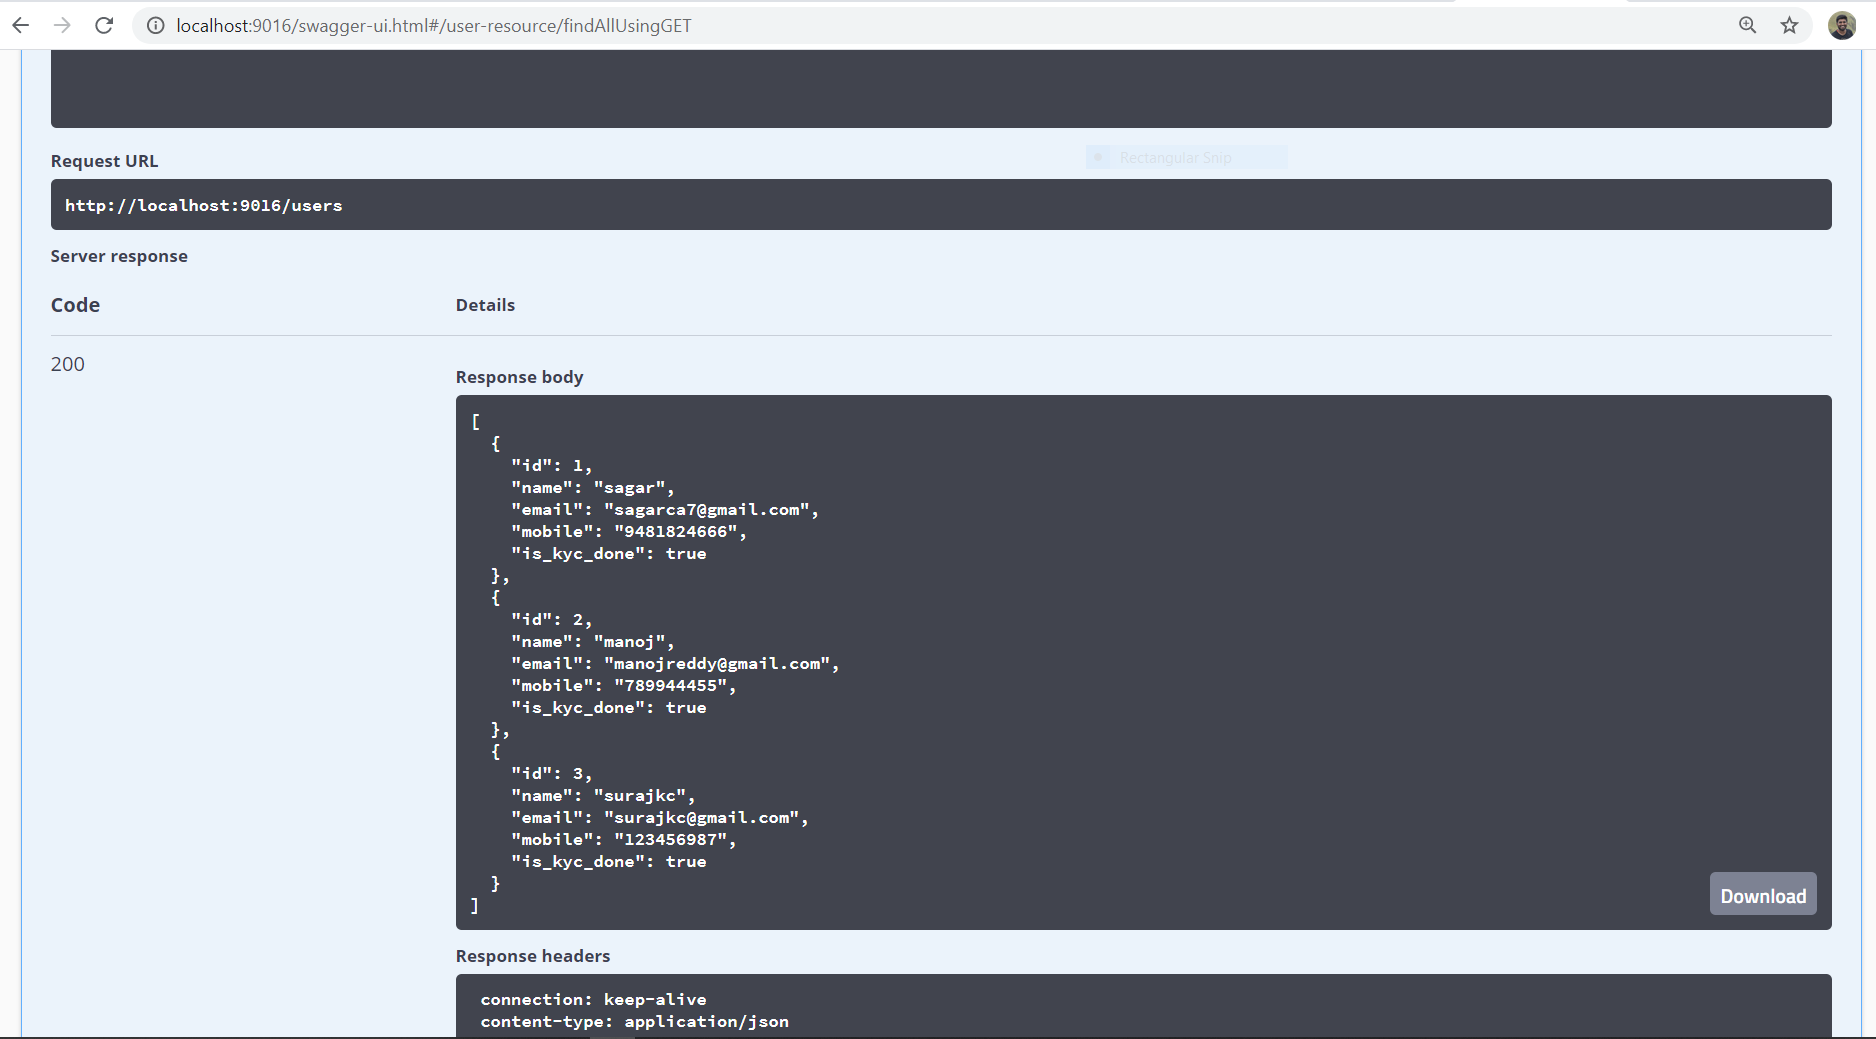 localhost:9016/swagger-ui.html#/user-resource/findAllUsingGET
Rectangular Snip
Request URL
http://localhost:9016/users
Server response
Code Details
200
Response body
[
{
"id": 1,
"name": "sagar",
"email": "sagarca7@gmail.com",
"mobile": "9481824666",
"is_kyc_done": true
},
{
"id": 2,
"name": "manoj",
"email": "manojreddy@gmail.com",
"mobile": "789944455",
"is_kyc_done": true
},
{
"id": 3,
"name": "surajkc",
"email": "surajkc@gmail.com",
"mobile": "123456987",
"is_kyc_done": true
}
]
Download
Response headers
connection: keep-alive
content-type: application/json